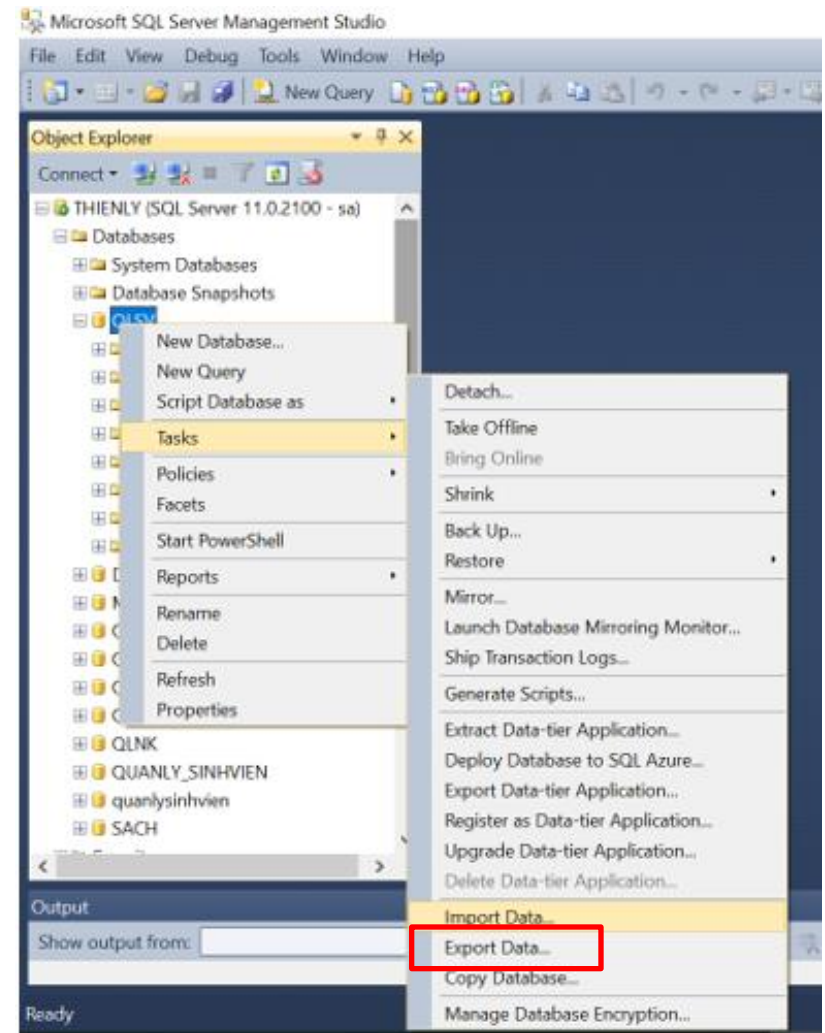 Microsoft SQL Server Management Studio
File Edit View Debug Tools Window Help
New Query
Object Explorer
Connect
THIENLY (SQL Server 11.0.2100 - sa)
Databases
System Databases
Database Snapshots
QLSV
New Database...
New Query
Script Database as
Tasks
Policies
Facets
Start PowerShell
Reports
Rename
Delete
Refresh
Properties
Detach...
Take Offline
Bring Online
Shrink
Back Up...
Restore
Mirror...
Launch Database Mirroring Monitor...
Ship Transaction Logs...
Generate Scripts...
Extract Data-tier Application...
Deploy Database to SQL Azure...
Export Data-tier Application...
Register as Data-tier Application...
Upgrade Data-tier Application...
Delete Data-tier Application...
Import Data...
Export Data...
Copy Database...
Manage Database Encryption...
QLNK
QUANLY_SINHVIEN
quanlysinhvien
SACH
Output
Show output from:
Ready